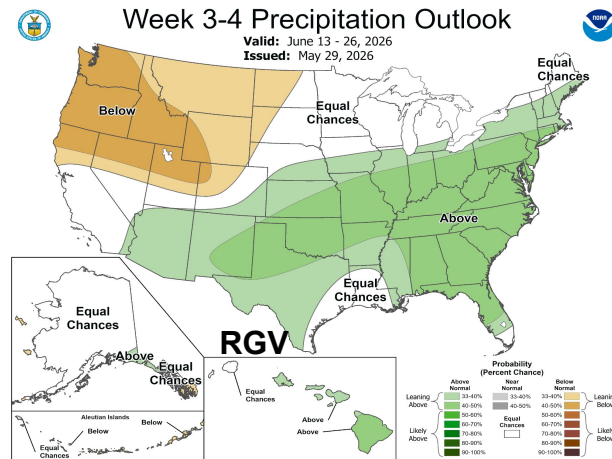 Week 3-4 Precipitation Outlook
Valid: June 13 - 26, 2026
Issued: May 29, 2026
NOAA
Equal
Chances
Equal
Chances
Below
Above
Equal
Chances
RGV
Equal
Chances
Above
Equal
Chances
Aleutian Islands
Below
Below
Equal
Chances
Equal
Chances
Above
Above
Probability
(Percent Chance)
Above
Normal
Near
Normal
Below
Normal
Leaning
Above
33-40%
40-50%
50-60%
60-70%
70-80%
80-90%
90-100%
Likely
Above
33-40%
40-50%
Equal
Chances
33-40%
40-50%
50-60%
60-70%
70-80%
80-90%
90-100%